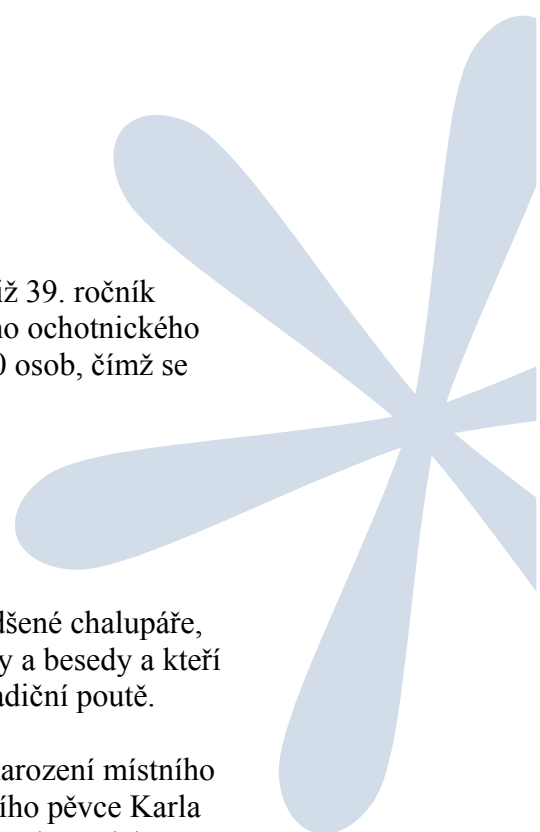 iž 39. ročník
no ochotnického
0 osob, čímž se
dšené chalupáře,
y a besedy a kteří
adiční poutě.
narození místního
ího pěvce Karla